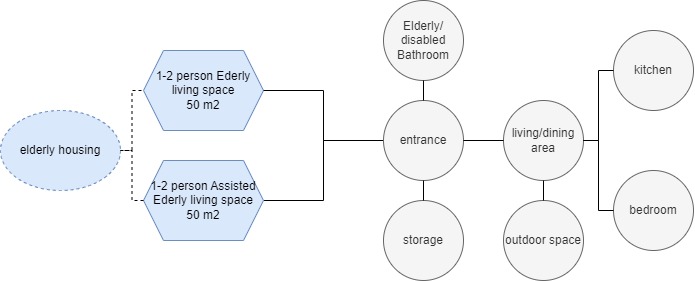 elderly housing
1-2 person Ederly
living space
50 m2
1-2 person Assisted
Ederly living space
50 m2
Elderly/
disabled
Bathroom
entrance
storage
living/dining
area
outdoor space
kitchen
bedroom